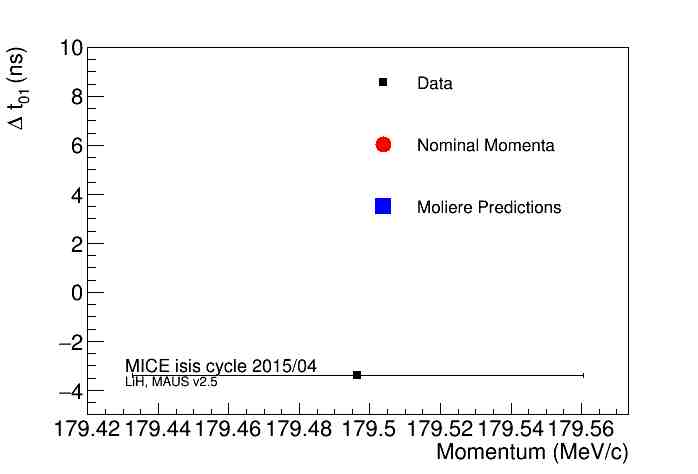 Δ t01 (ns)
10
8
6
4
2
0
−2
−4
Data
Nominal Momenta
Moliere Predictions
MICE isis cycle 2015/04
LiH, MAUS v2.5
179.42 179.44 179.46 179.48 179.5 179.52 179.54 179.56
Momentum (MeV/c)